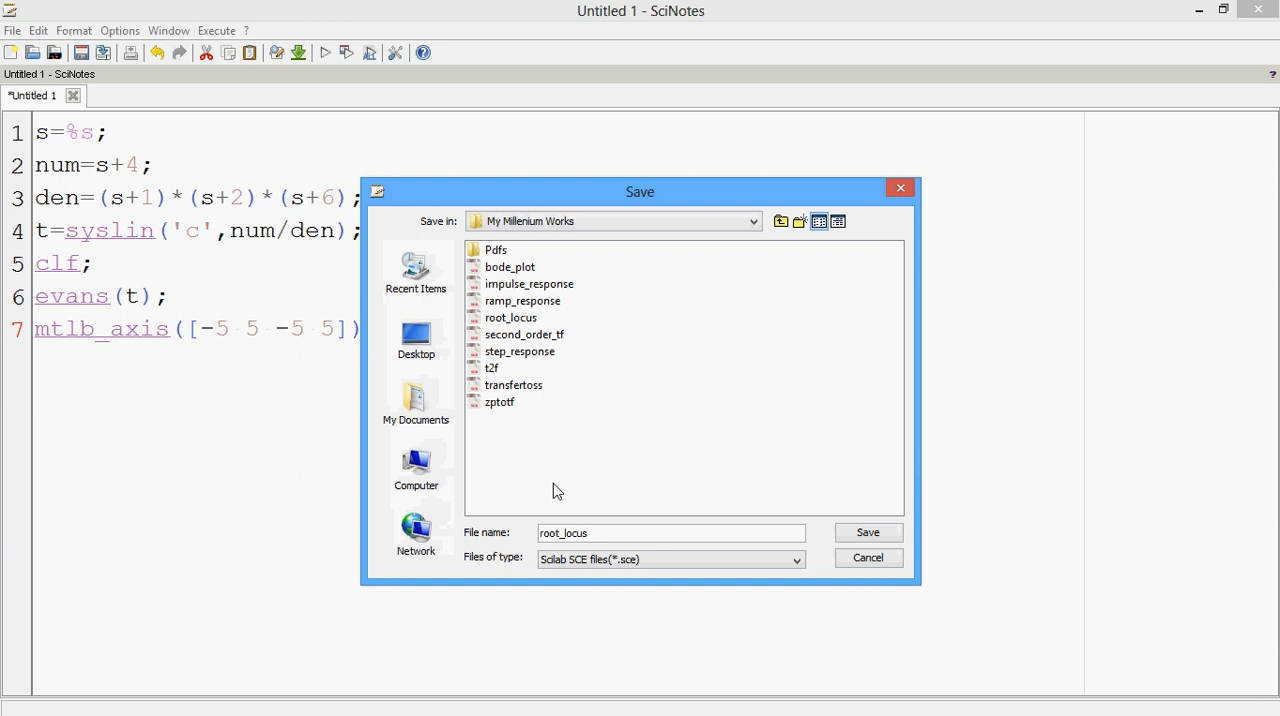 Untitled 1 - SciNotes
File Edit Format Options Window Execute ?
Untitled 1 - SciNotes ?
*Untitled 1
1 s=%s;
2 num=s+4;
3 den=(s+1)*(s+2)*(s+6);
4 t=syslin('c',num/den);
5 clf;
6 evans(t);
7 mtlb_axis([-5 5 -5 5])
Save
Save in: My Millenium Works
Recent Items
Desktop
My Documents
Computer
Network
Pdfs
bode_plot
impulse_response
ramp_response
root_locus
second_order_tf
step_response
t2f
transfertoss
zptotf
File name: root_locus Save
Files of type: Scilab SCE files(*.sce) Cancel